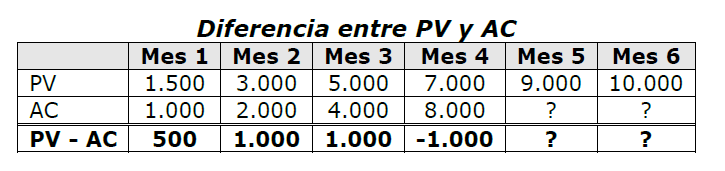 Diferencia entre PV y AC
Mes 1 Mes 2 Mes 3 Mes 4 Mes 5 Mes 6
PV 1.500 3.000 5.000 7.000 9.000 10.000
AC 1.000 2.000 4.000 8.000 ? ?
PV - AC 500 1.000 1.000 -1.000 ? ?